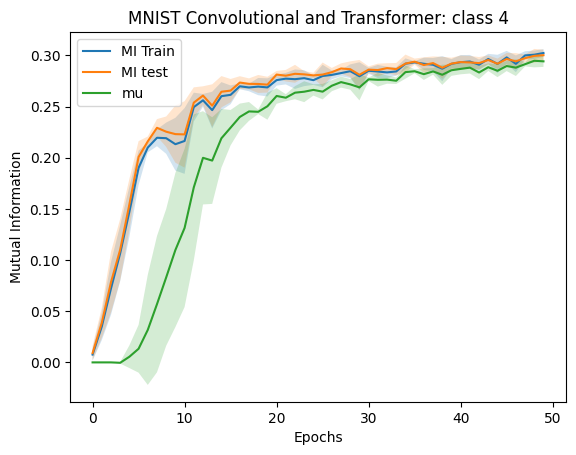 MNIST Convolutional and Transformer: class 4
MI Train
MI test
mu
Mutual Information
0.30
0.25
0.20
0.15
0.10
0.05
0.00
0
10
20
30
40
50
Epochs